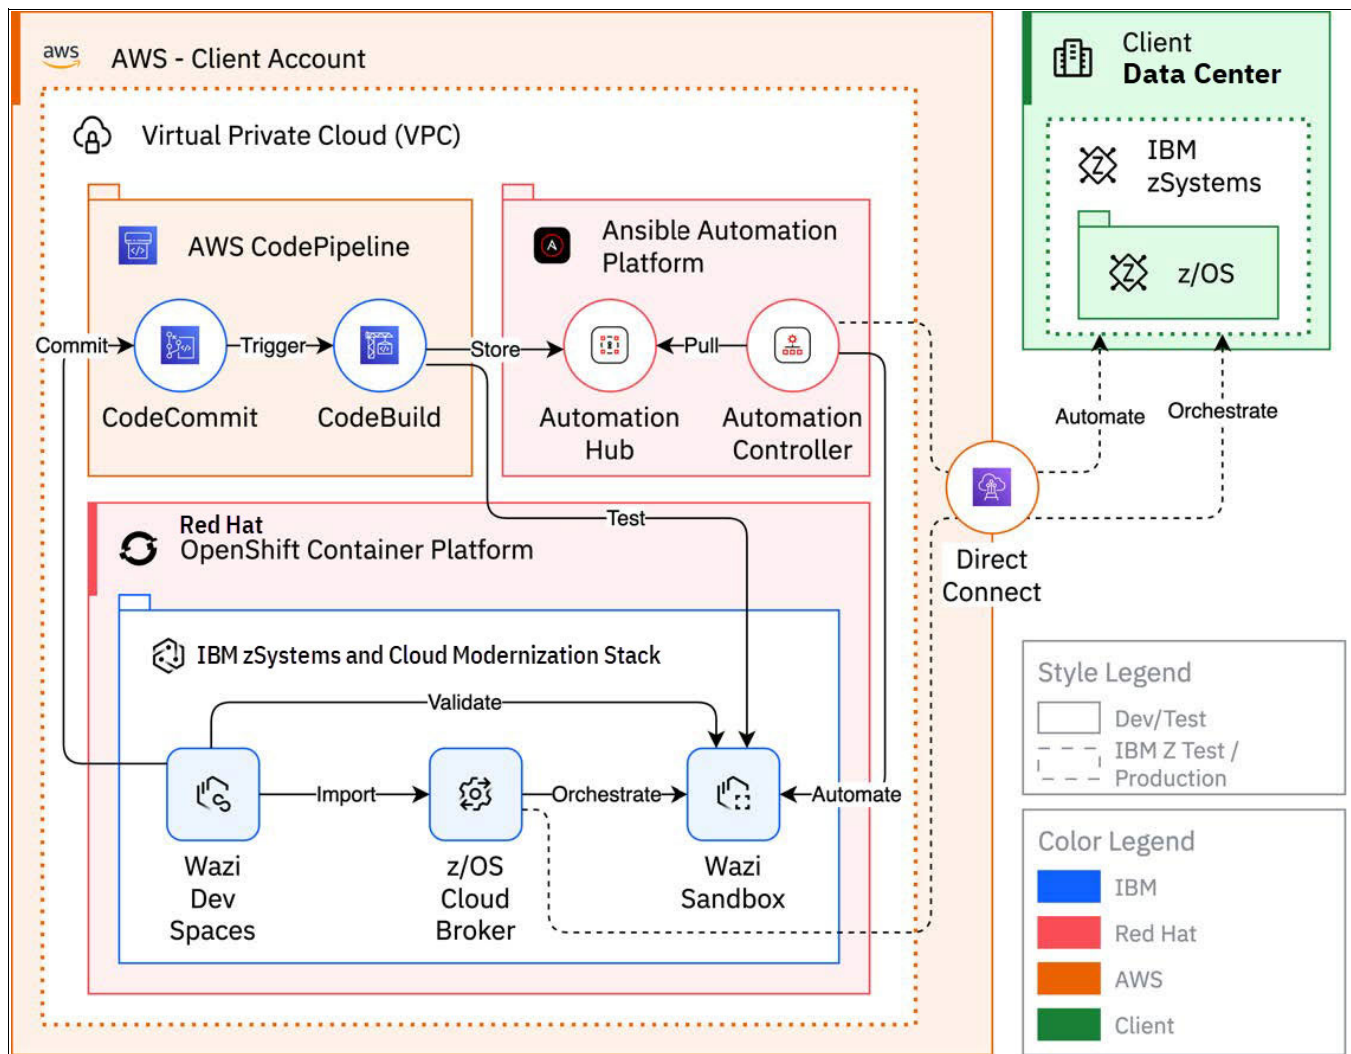 aws
AWS - Client Account
Virtual Private Cloud (VPC)
AWS CodePipeline
Commit
Trigger
CodeCommit
CodeBuild
Store
Ansible Automation
Platform
A
Pull
Automation
Hub
Automation
Controller
Red Hat
OpenShift Container Platform
Test
IBM zSystems and Cloud Modernization Stack
Validate
Import
Orchestrate
Automate
Wazi
Dev
Spaces
z/OS
Cloud
Broker
Wazi
Sandbox
Client
Data Center
Z
IBM
zSystems
Z
z/OS
Automate
Orchestrate
Direct
Connect
Style Legend
Dev/Test
IBM Z Test /
Production
Color Legend
IBM
Red Hat
AWS
Client